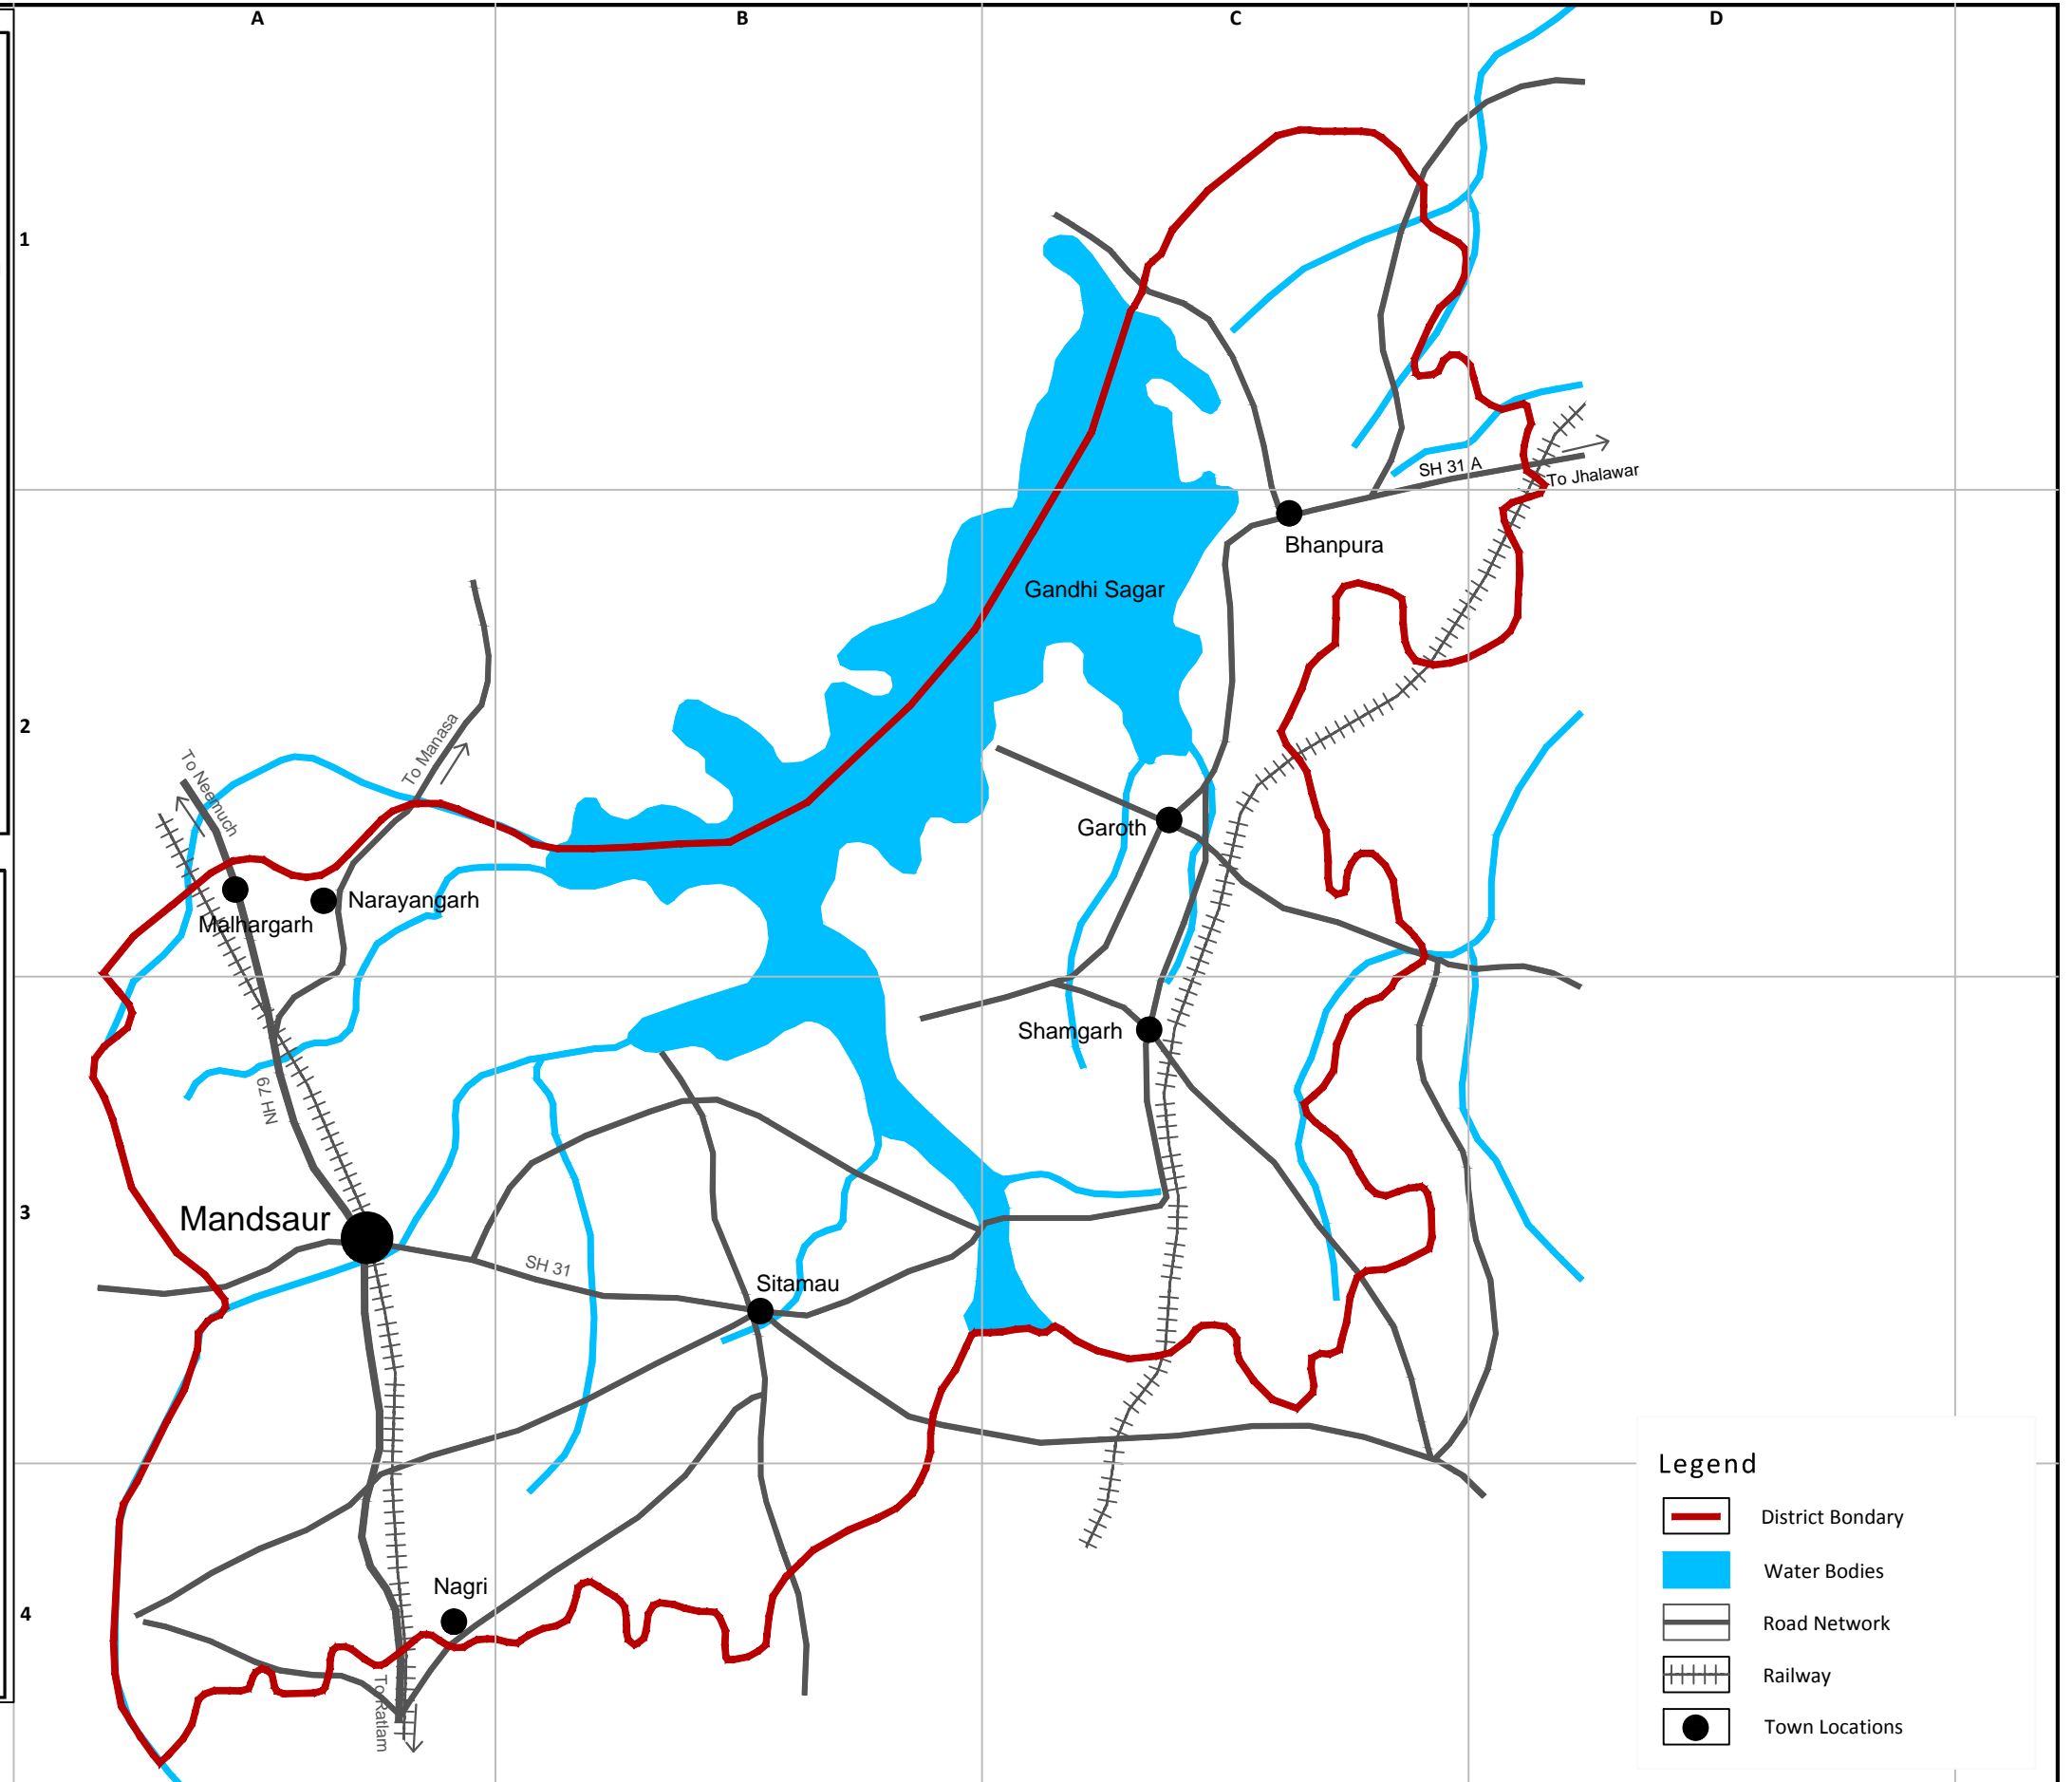 A
B
C
D
1
SH 31 A
To Jhalawar
Bhanpura
Gandhi Sagar
2
To Manasa
To Neemuch
Garoth
Narayangarh
Malhargarh
Shamgarh
NH 79
3
Mandsaur
SH 31
Sitamau
Legend
District Bondary
Water Bodies
Nagri
4
Road Network
Railway
To Ratlam
Town Locations